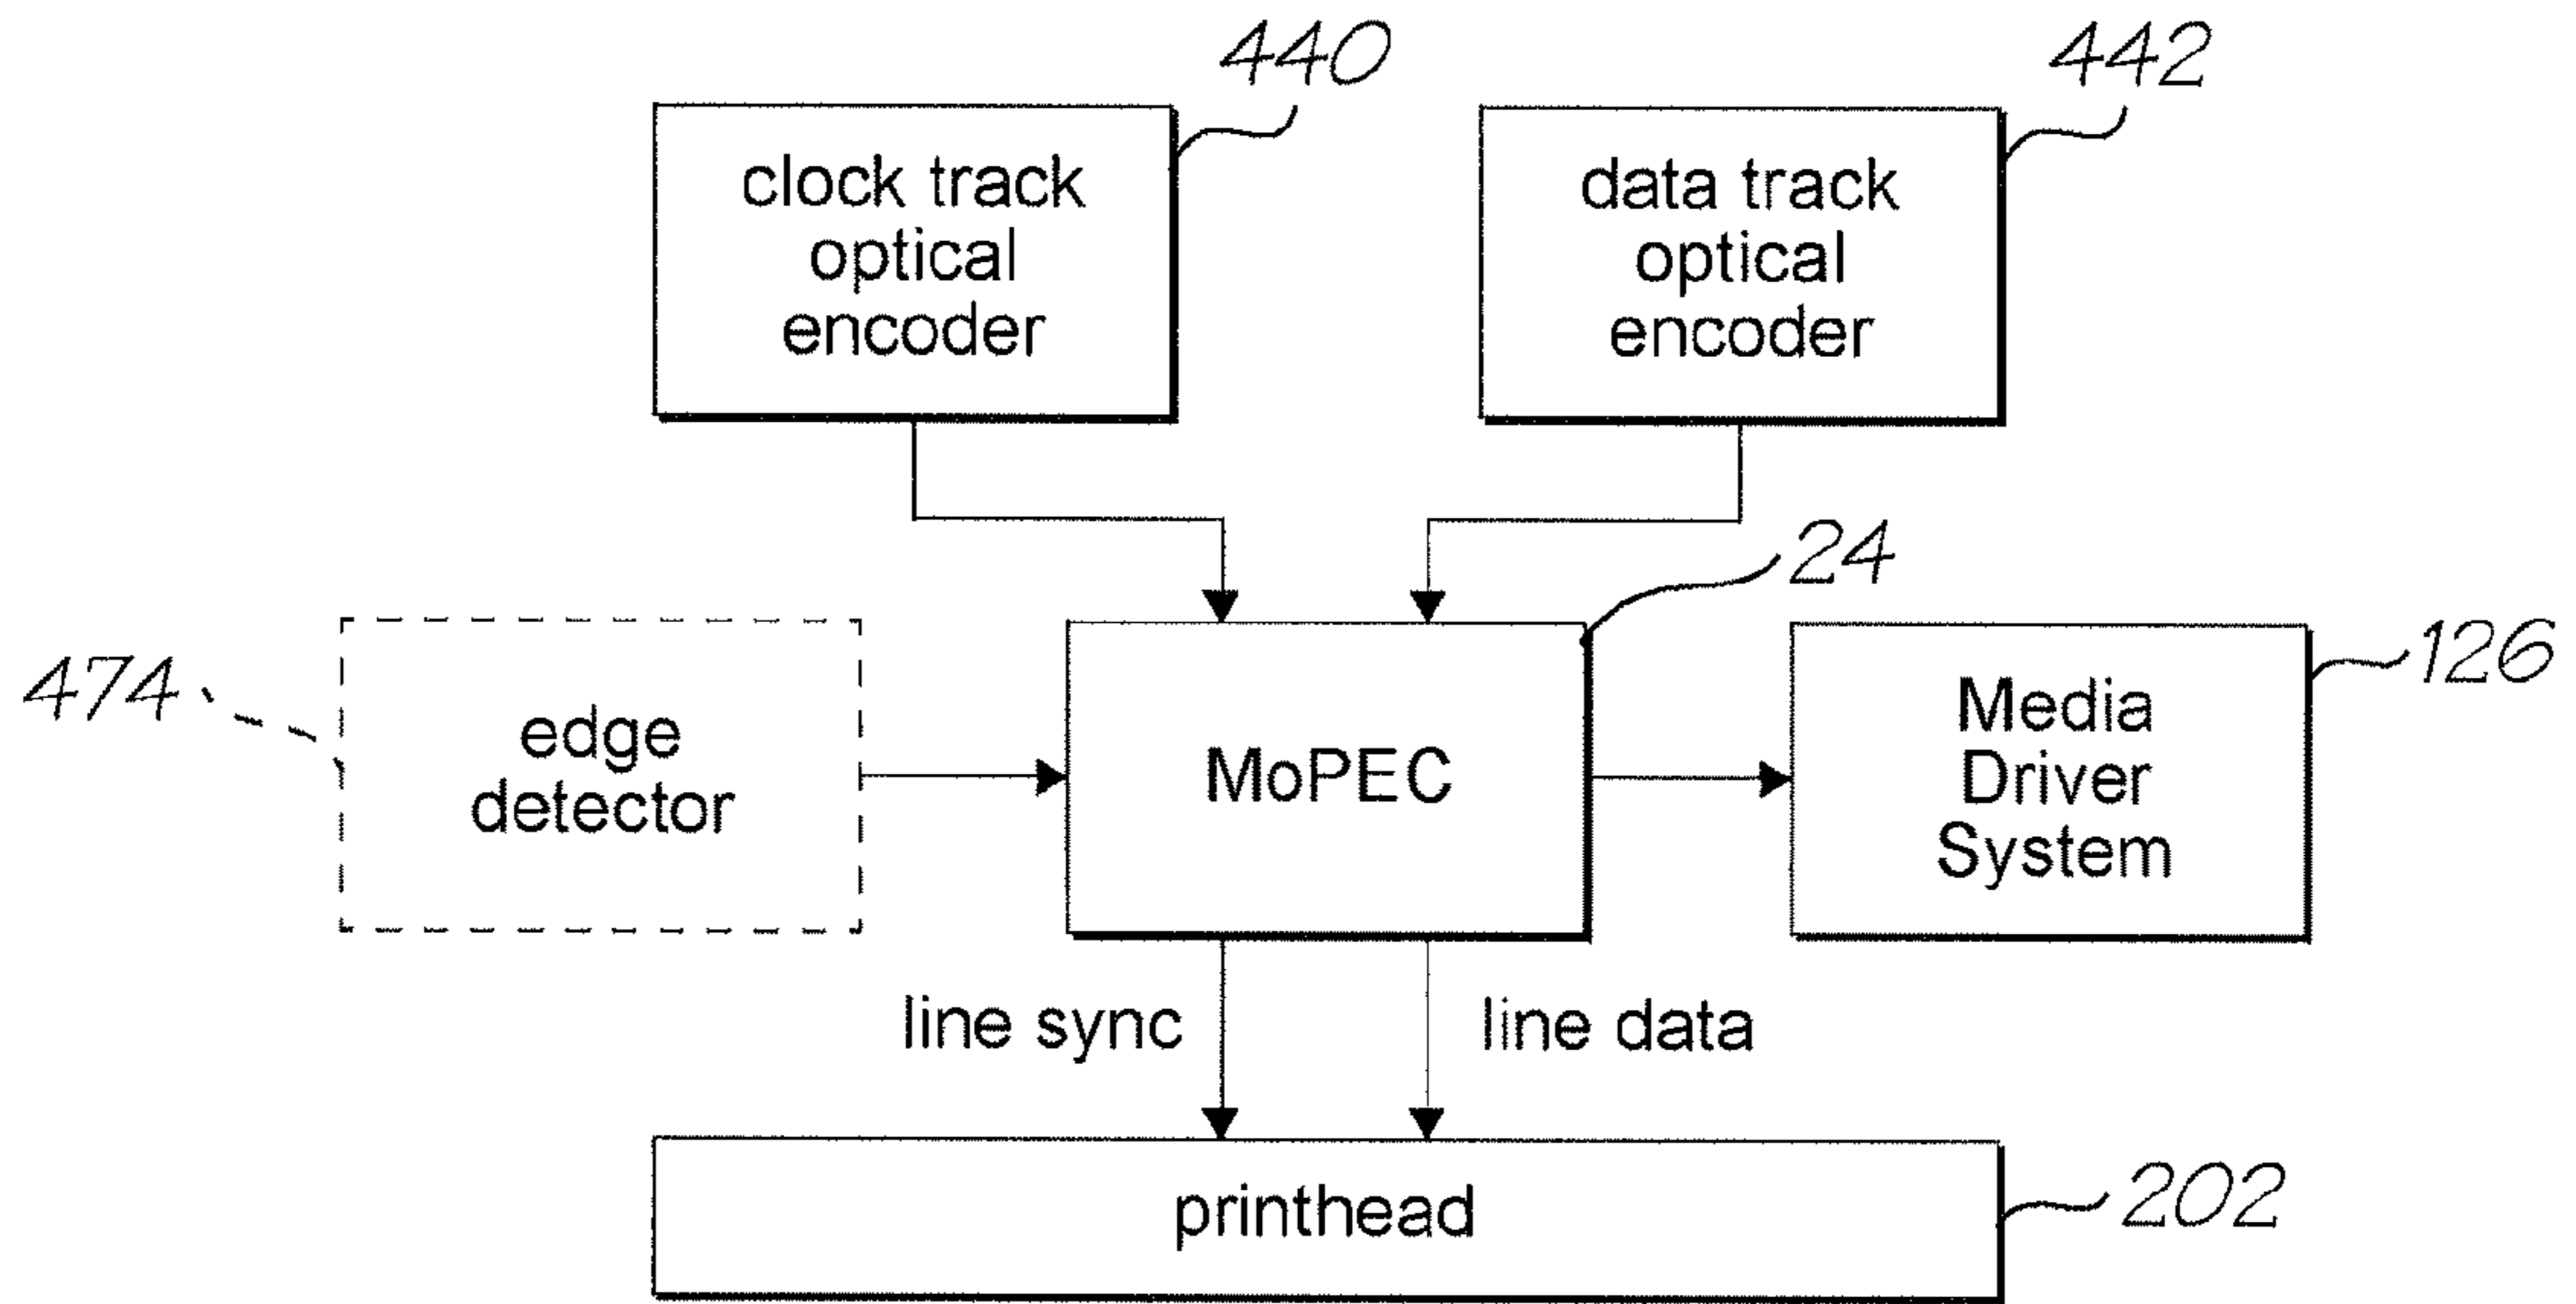 440
442
clock track
optical
encoder
data track
optical
encoder
24
474
edge
detector
MoPEC
Media
Driver
System
126
line sync
line data
printhead
202